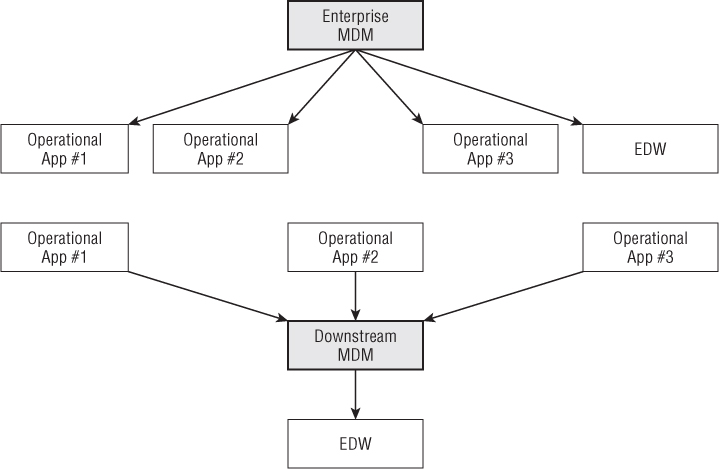 Enterprise
MDM
Operational
App #1
Operational
App #2
Operational
App #3
EDW
Operational
App #1
Operational
App #2
Operational
App #3
Downstream
MDM
EDW